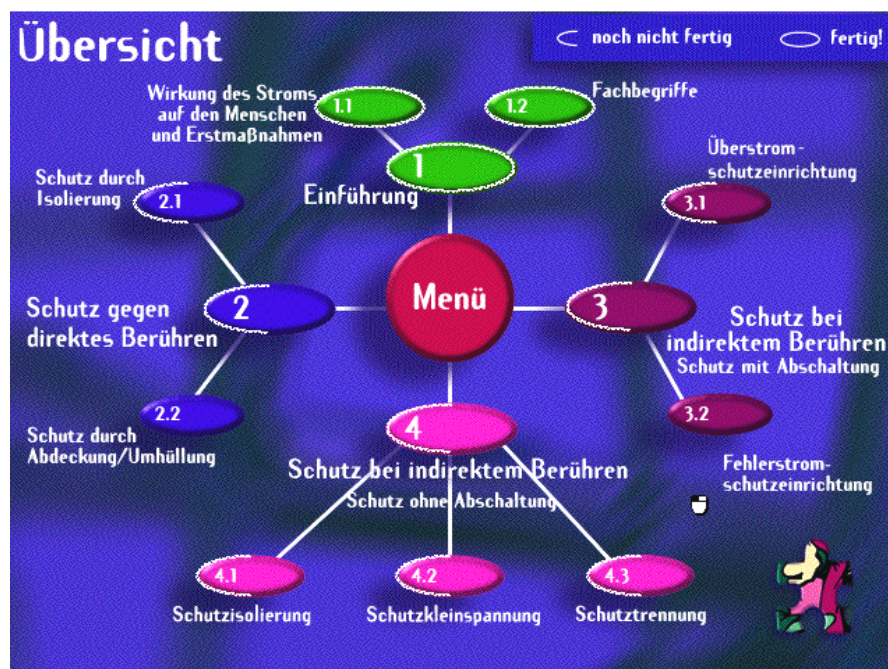 Übersicht
noch nicht fertig
fertig!
Wirkung des Stroms
auf den Menschen
und Erstmaßnahmen
1.1
1.2
Fachbegriffe
1
Einführung
Schutz durch
Isolierung
2.1
Überstrom-
schutzeinrichtung
3.1
2
Schutz gegen
direktes Berühren
Menü
3
Schutz bei
indirektem Berühren
Schutz mit Abschaltung
2.2
Schutz durch
Abdeckung/Umhüllung
3.2
Fehlerstrom-
schutzeinrichtung
4
Schutz bei indirektem Berühren
Schutz ohne Abschaltung
4.1
Schutzisolierung
4.2
Schutzkleinspannung
4.3
Schutztrennung